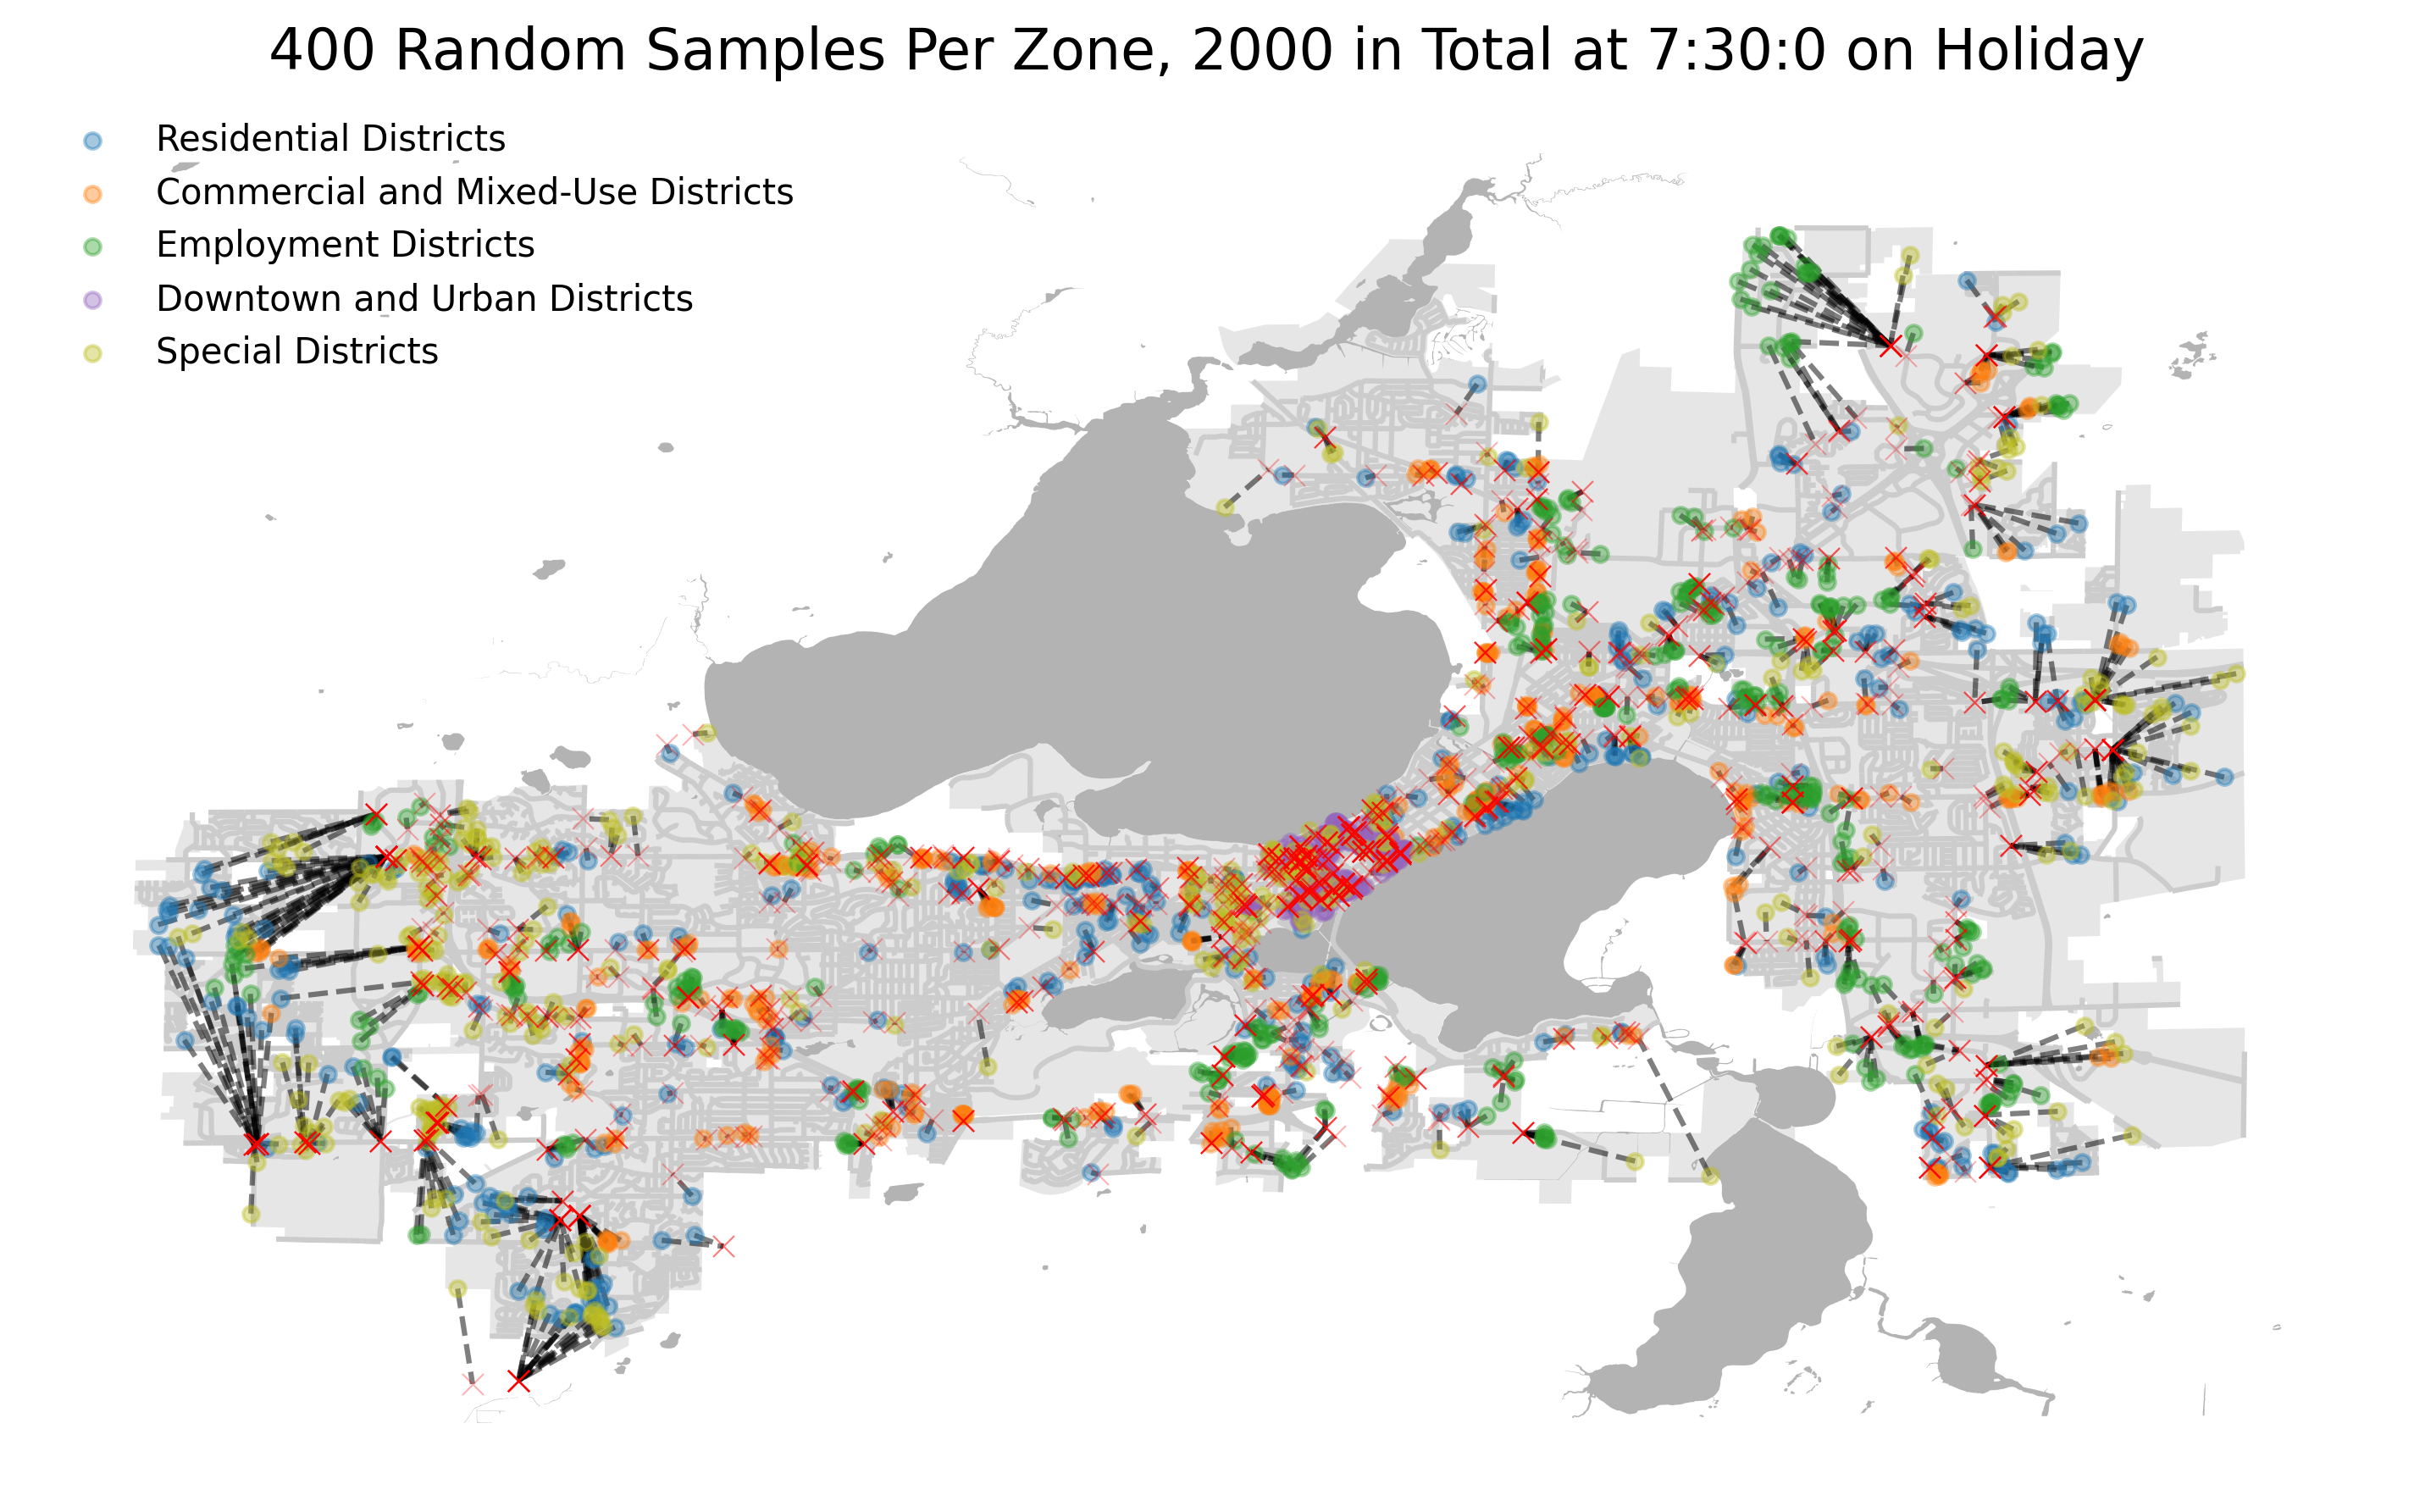 400 Random Samples Per Zone, 2000 in Total at 7:30:0 on Holiday
Residential Districts
Commercial and Mixed-Use Districts
Employment Districts
Downtown and Urban Districts
Special Districts